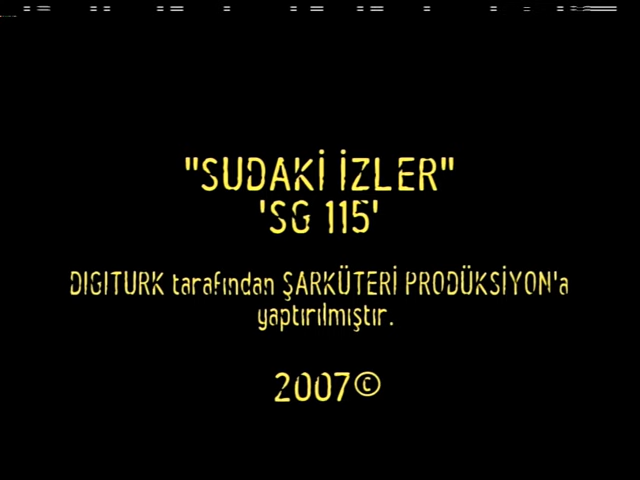 "SUDAKİ İZLER"
'SG 115'
DIGITURK tarafından ŞARKÜTERİ PRODÜKSİYON'a
yaptırılmıştır.
2007©